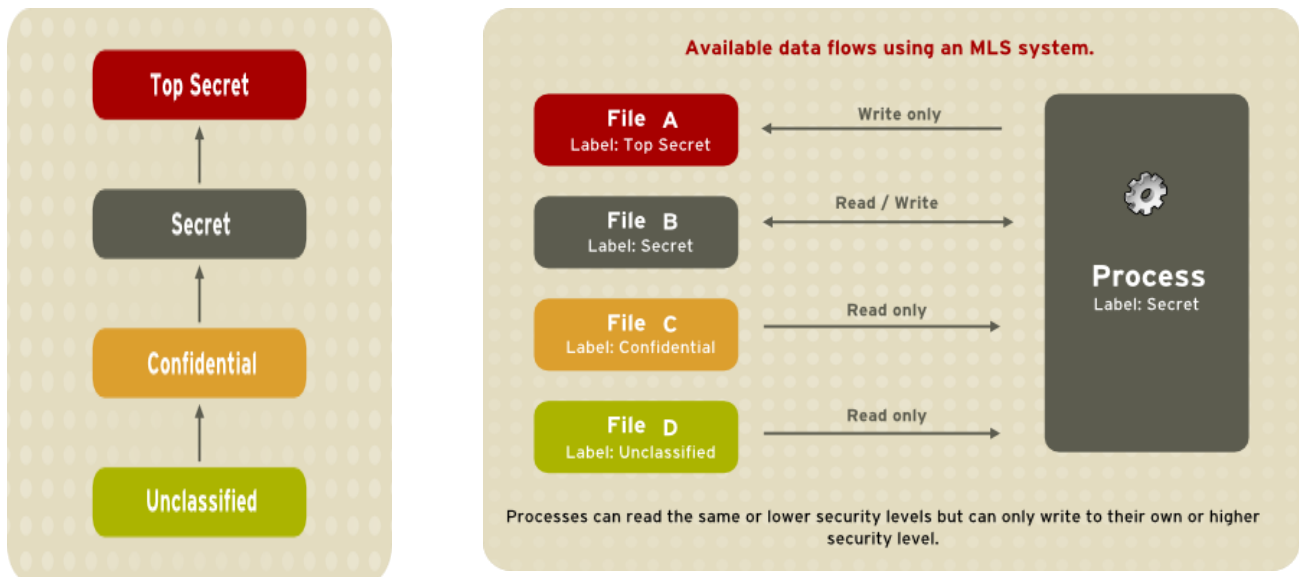 Top Secret
Secret
Confidential
Unclassified
Available data flows using an MLS system.
File A
Label: Top Secret
Write only
File B
Label: Secret
Read / Write
File C
Label: Confidential
Read only
File D
Label: Unclassified
Read only
Process
Label: Secret
Processes can read the same or lower security levels but can only write to their own or higher
security level.